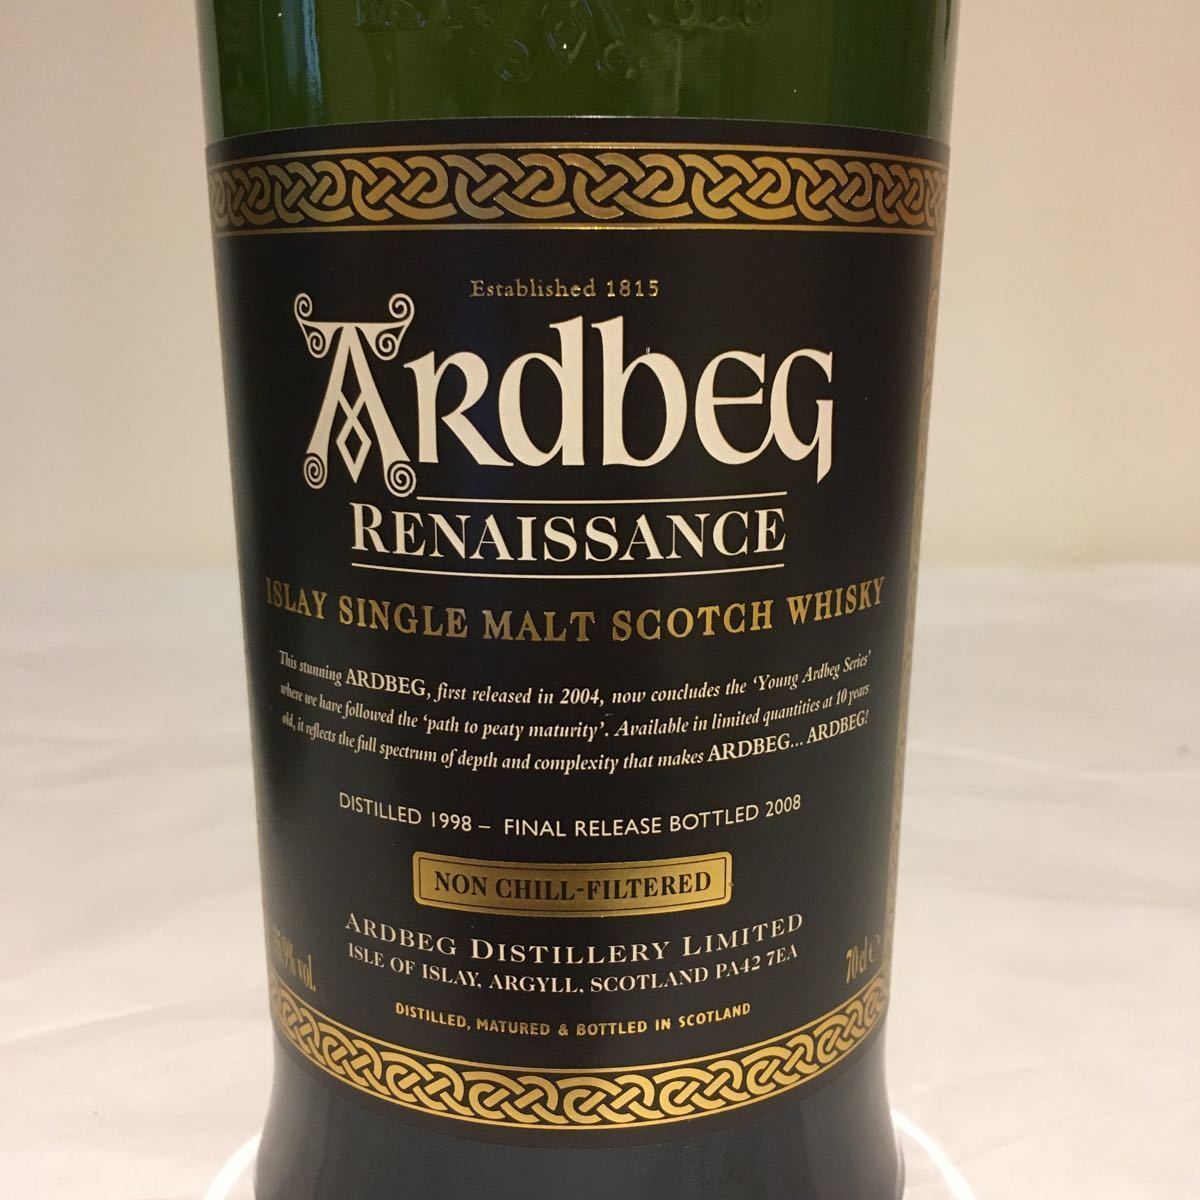 Established 1815
ARdbEG
RENAISSANCE
ISLAY SINGLE MALT SCOTCH WHISKY
This stunning ARDBEG, first released in 2004, now concludes the 'Young Ardbeg Series'
where we have followed the 'path to peaty maturity'. Available in limited quantities at 10 years
old, it reflects the full spectrum of depth and complexity that makes ARDBEG... ARDBEG!
DISTILLED 1998 – FINAL RELEASE BOTTLED 2008
NON CHILL-FILTERED
ARDBEG DISTILLERY LIMITED
ISLE OF ISLAY, ARGYLL, SCOTLAND PA42 7EA
vol.
70cl ℮
DISTILLED, MATURED & BOTTLED IN SCOTLAND